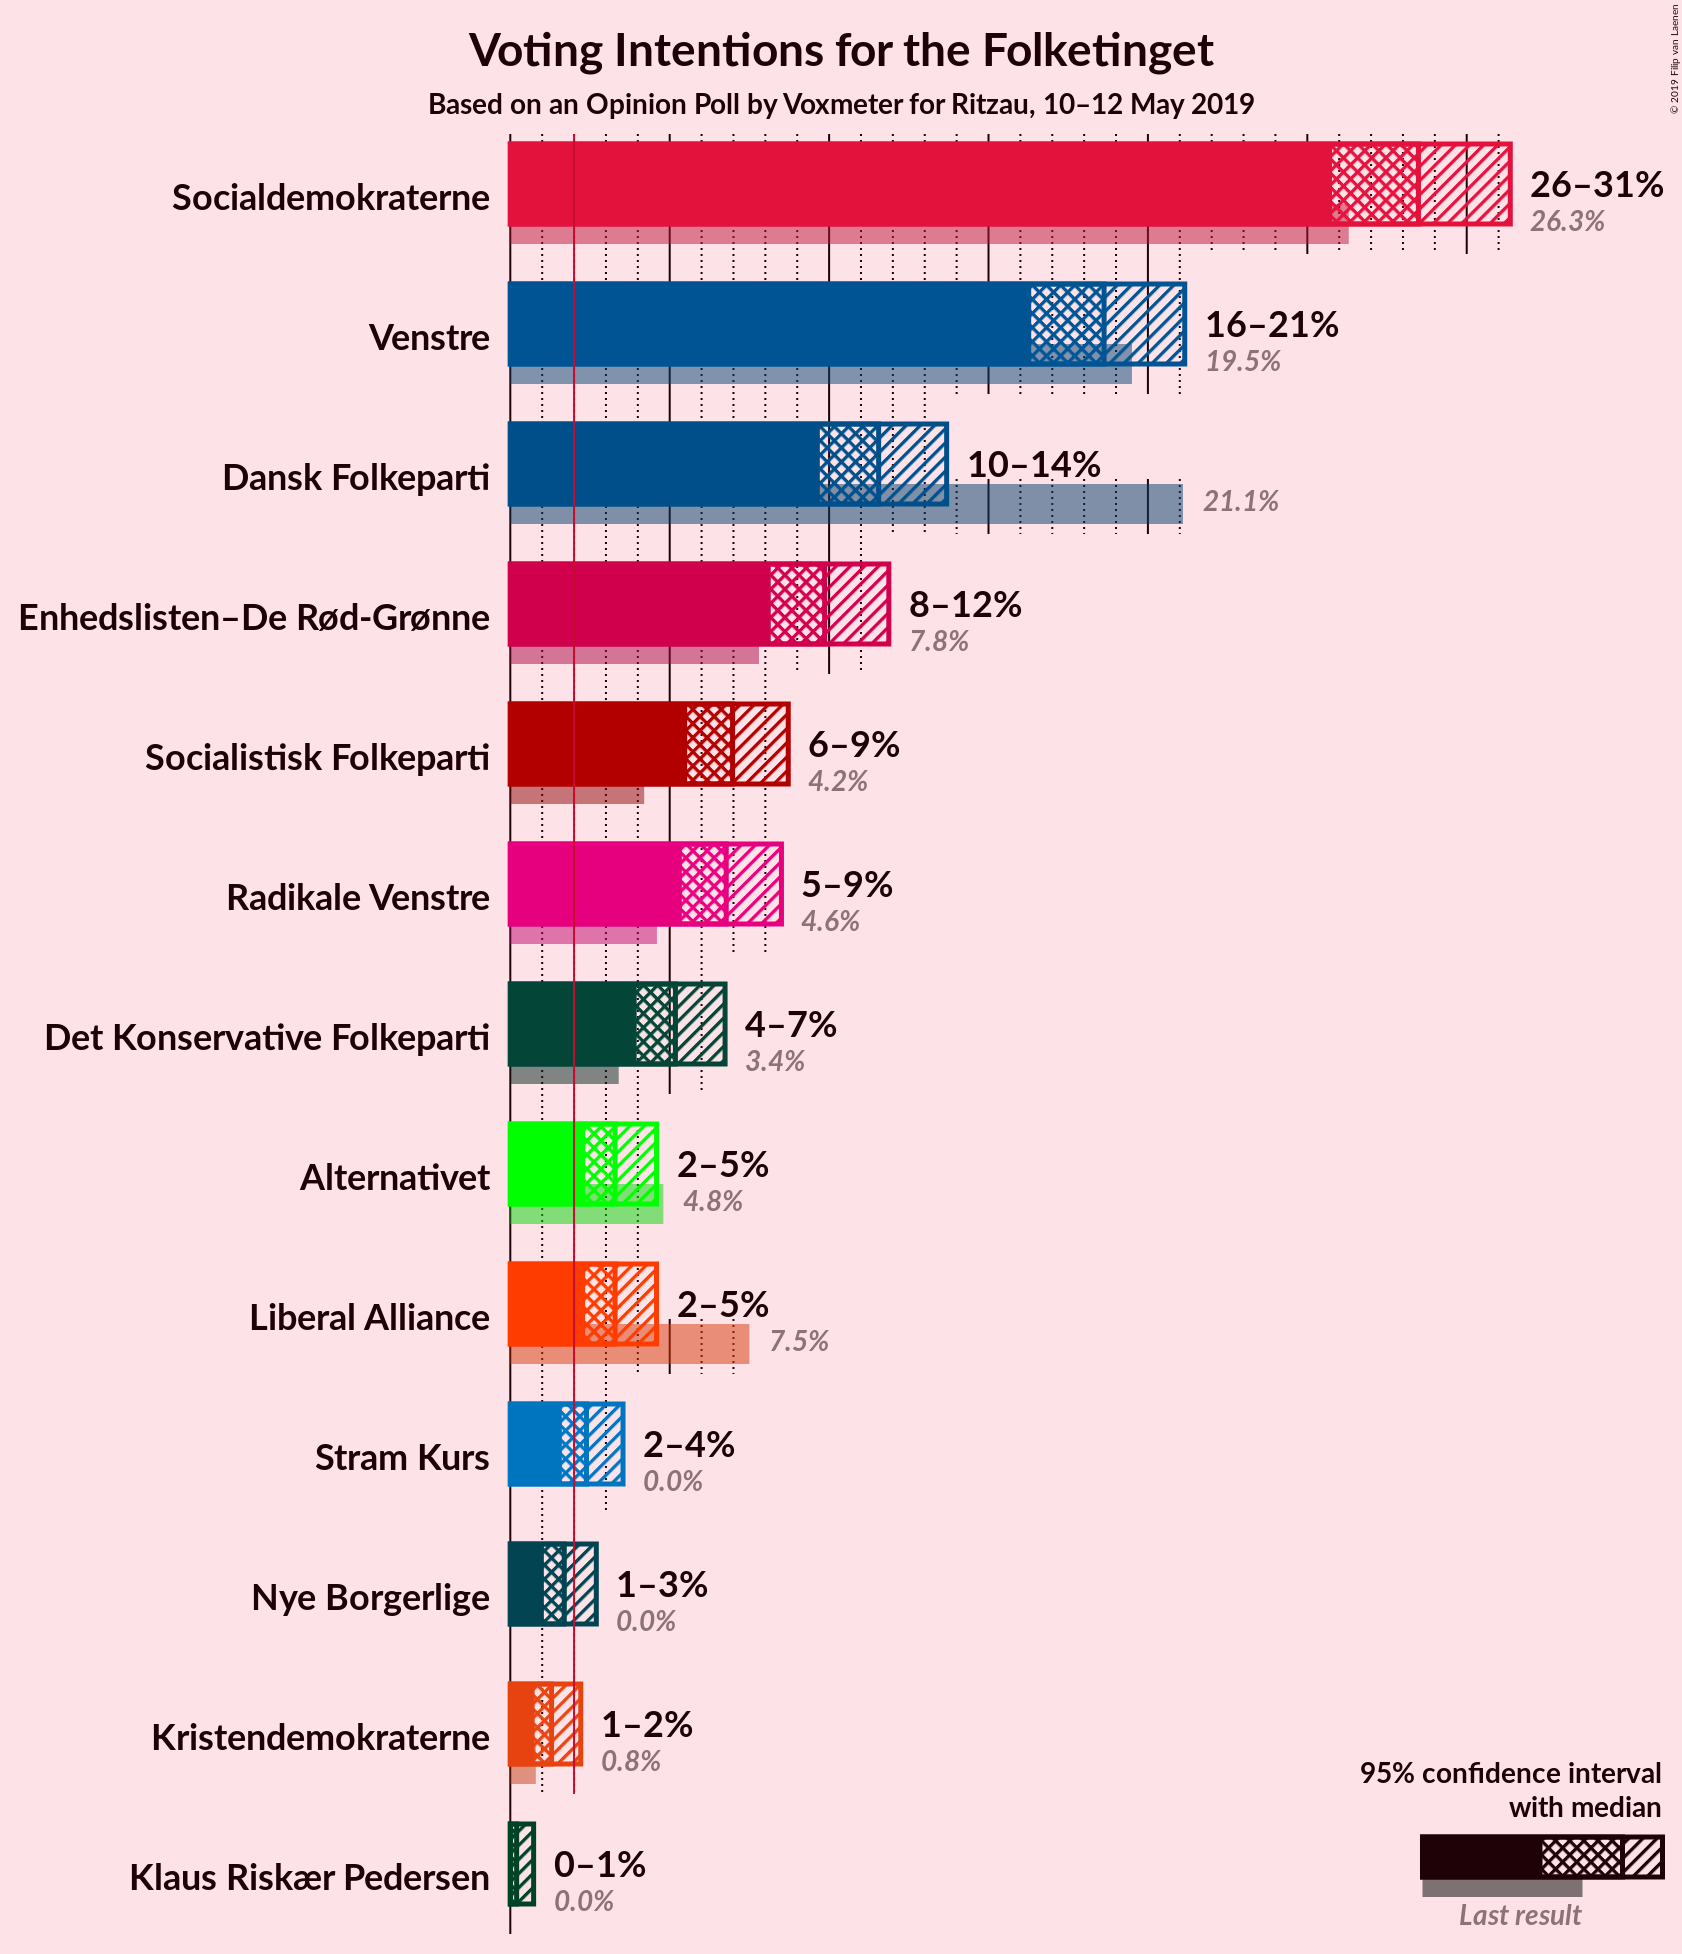 Voting Intentions for the Folketinget
Based on an Opinion Poll by Voxmeter for Ritzau, 10–12 May 2019
© 2019 Filip van Laenen
Socialdemokraterne
26–31%
26.3%
Venstre
16–21%
19.5%
Dansk Folkeparti
10–14%
21.1%
Enhedslisten–De Rød-Grønne
8–12%
7.8%
Socialistisk Folkeparti
6–9%
4.2%
Radikale Venstre
5–9%
4.6%
Det Konservative Folkeparti
4–7%
3.4%
Alternativet
2–5%
4.8%
Liberal Alliance
2–5%
7.5%
Stram Kurs
2–4%
0.0%
Nye Borgerlige
1–3%
0.0%
Kristendemokraterne
1–2%
0.8%
Klaus Riskær Pedersen
0–1%
0.0%
95% confidence interval
with median
Last result